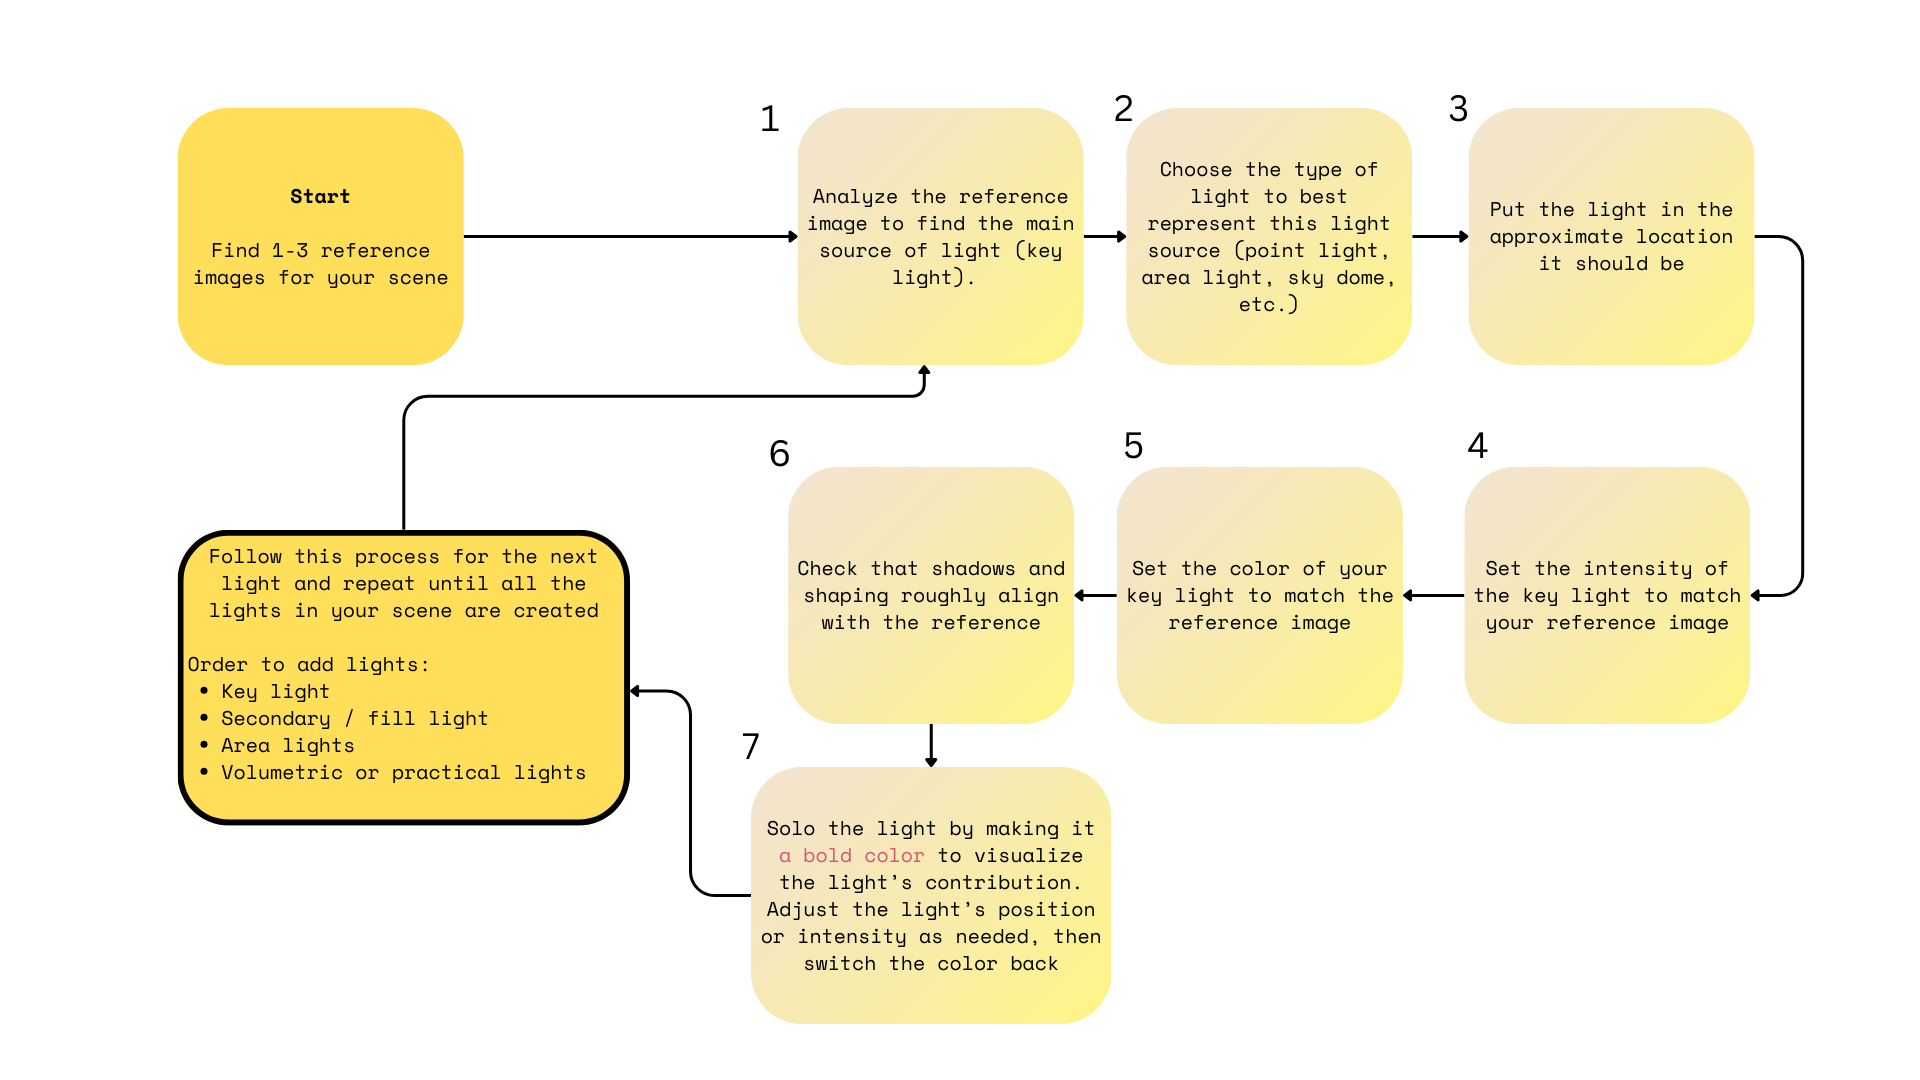 Start
Find 1-3 reference
images for your scene
1
Analyze the reference
image to find the main
source of light (key
light).
2
Choose the type of
light to best
represent this light
source (point light,
area light, sky dome,
etc.)
3
Put the light in the
approximate location
it should be
4
Set the intensity of
the key light to match
your reference image
5
Set the color of your
key light to match the
reference image
6
Check that shadows and
shaping roughly align
with the reference
7
Solo the light by making it
a bold color to visualize
the light’s contribution.
Adjust the light’s position
or intensity as needed, then
switch the color back
Follow this process for the next
light and repeat until all the
lights in your scene are created
Order to add lights:
• Key light
• Secondary / fill light
• Area lights
• Volumetric or practical lights